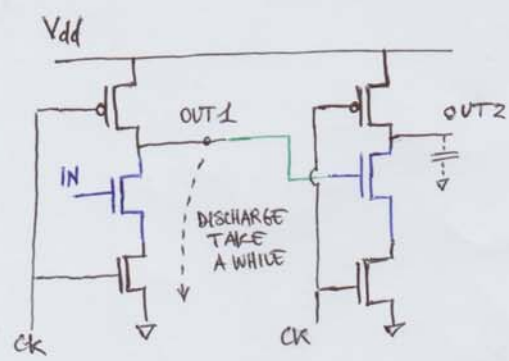 Vdd
OUT1
OUT2
IN
DISCHARGE
TAKE
A WHILE
CK
CK